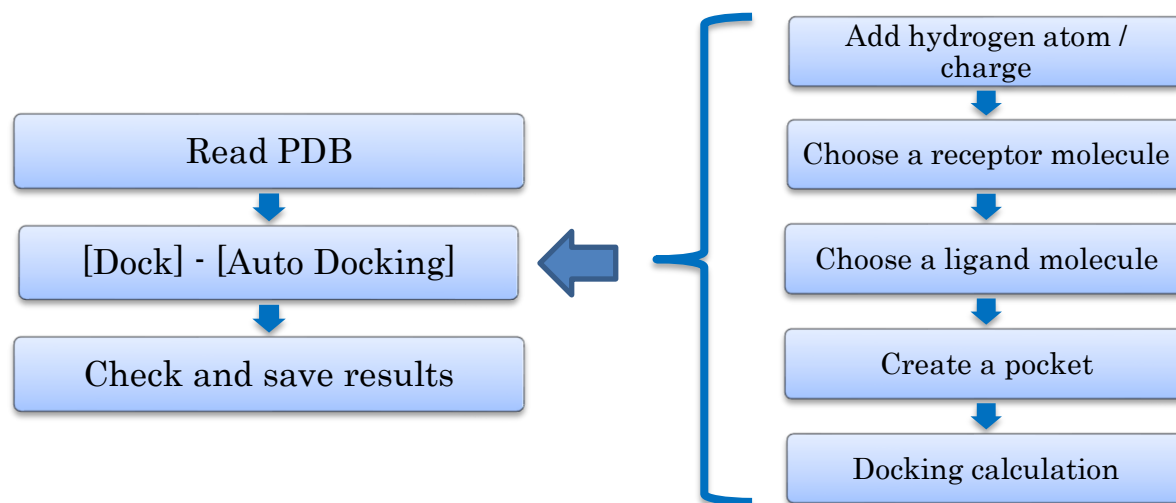 Read PDB
[Dock] - [Auto Docking]
Check and save results
Add hydrogen atom /
charge
Choose a receptor molecule
Choose a ligand molecule
Create a pocket
Docking calculation